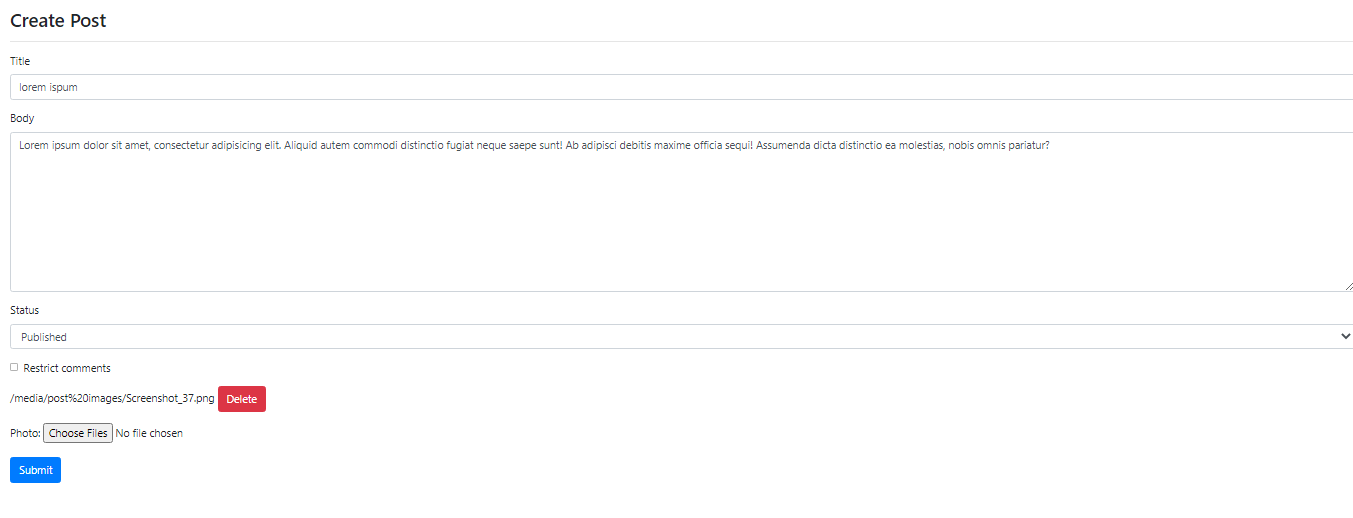 Create Post
Title
lorem ispum
Body
Lorem ipsum dolor sit amet, consectetur adipisicing elit. Aliquid autem commodi distinctio fugiat neque saepe sunt! Ab adipisci debitis maxime officia sequi! Assumenda dicta distinctio ea molestias, nobis omnis pariatur?
Status
Published
Restrict comments
/media/post%20images/Screenshot_37.png Delete
Photo: Choose Files No file chosen
Submit